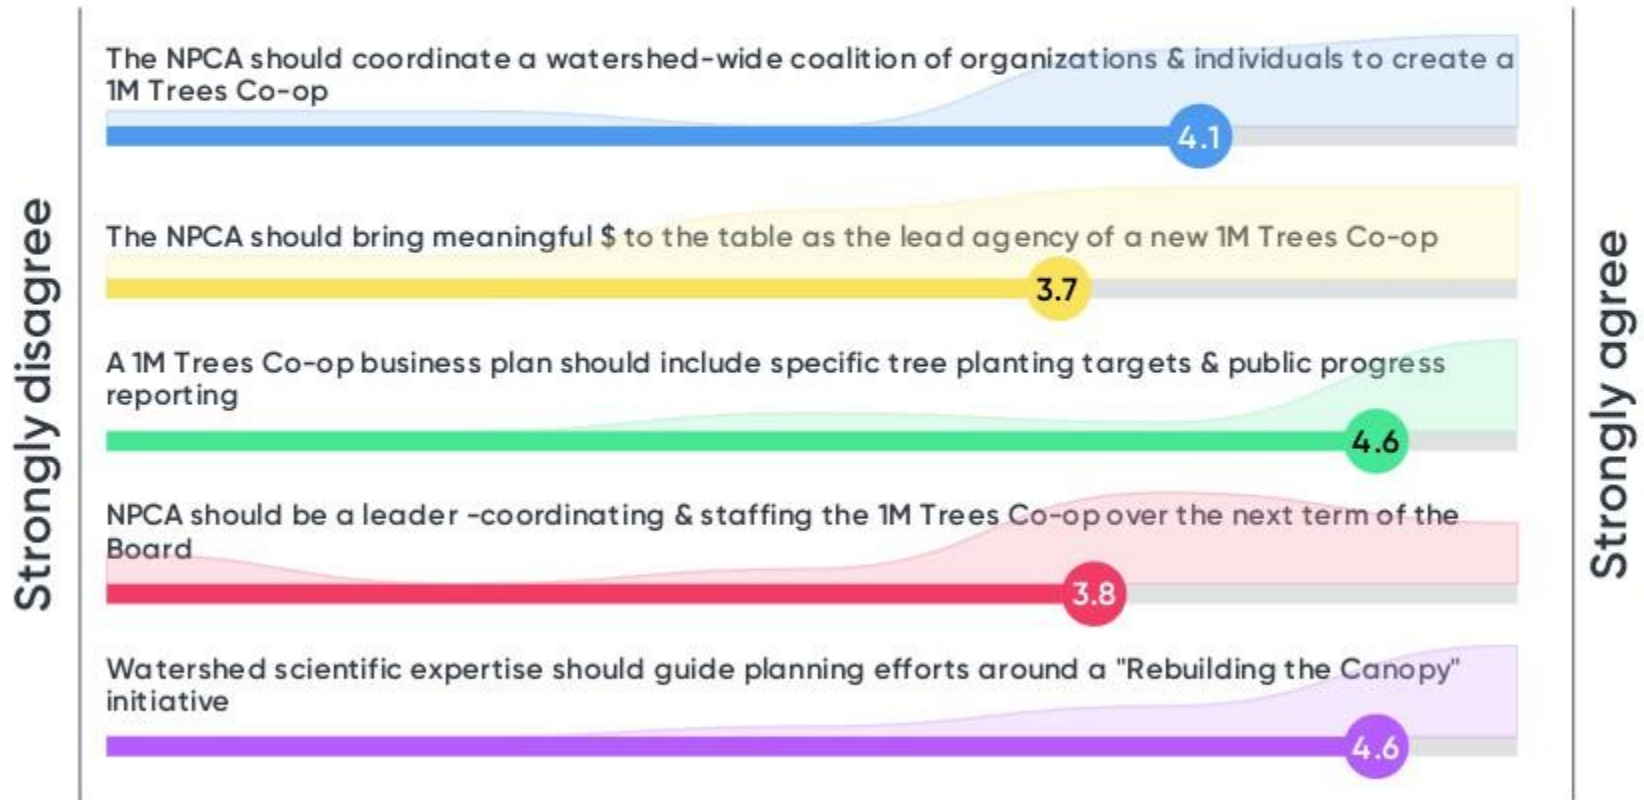 Strongly disagree
The NPCA should coordinate a watershed-wide coalition of organizations & individuals to create a
1M Trees Co-op
4.1
The NPCA should bring meaningful $ to the table as the lead agency of a new 1M Trees Co-op
3.7
A 1M Trees Co-op business plan should include specific tree planting targets & public progress
reporting
4.6
NPCA should be a leader -coordinating & staffing the 1M Trees Co-op over the next term of the
Board
3.8
Watershed scientific expertise should guide planning efforts around a "Rebuilding the Canopy"
initiative
4.6
Strongly agree